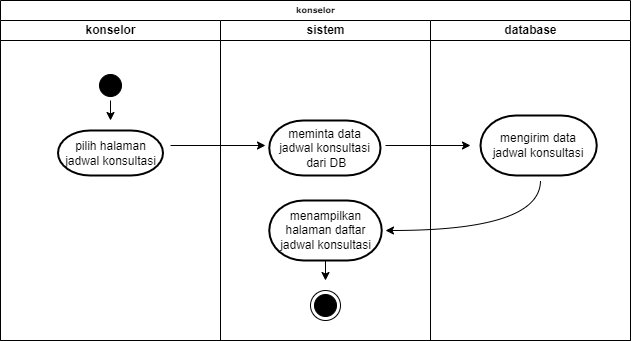 konselor
konselor
sistem
database
pilih halaman
jadwal konsultasi
meminta data
jadwal konsultasi
dari DB
mengirim data
jadwal konsultasi
menampilkan
halaman daftar
jadwal konsultasi